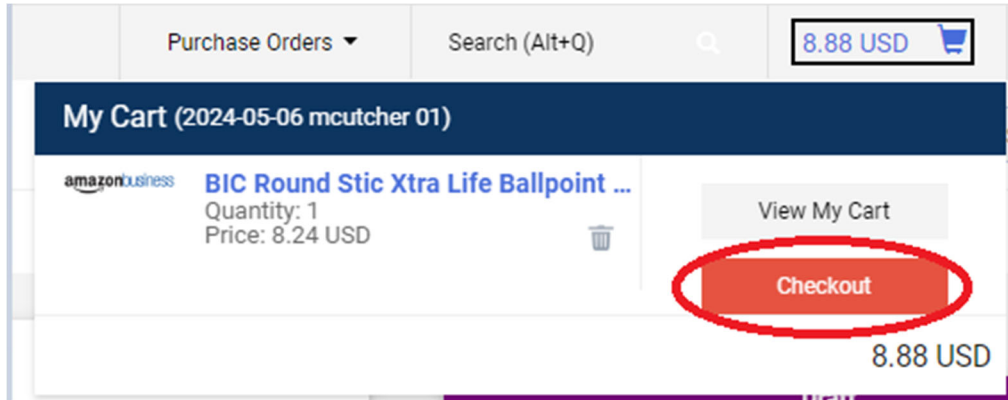 Purchase Orders
Search (Alt+Q)
8.88 USD
My Cart (2024-05-06 mcutcher 01)
amazonbusiness
BIC Round Stic Xtra Life Ballpoint ...
Quantity: 1
Price: 8.24 USD
View My Cart
Checkout
8.88 USD